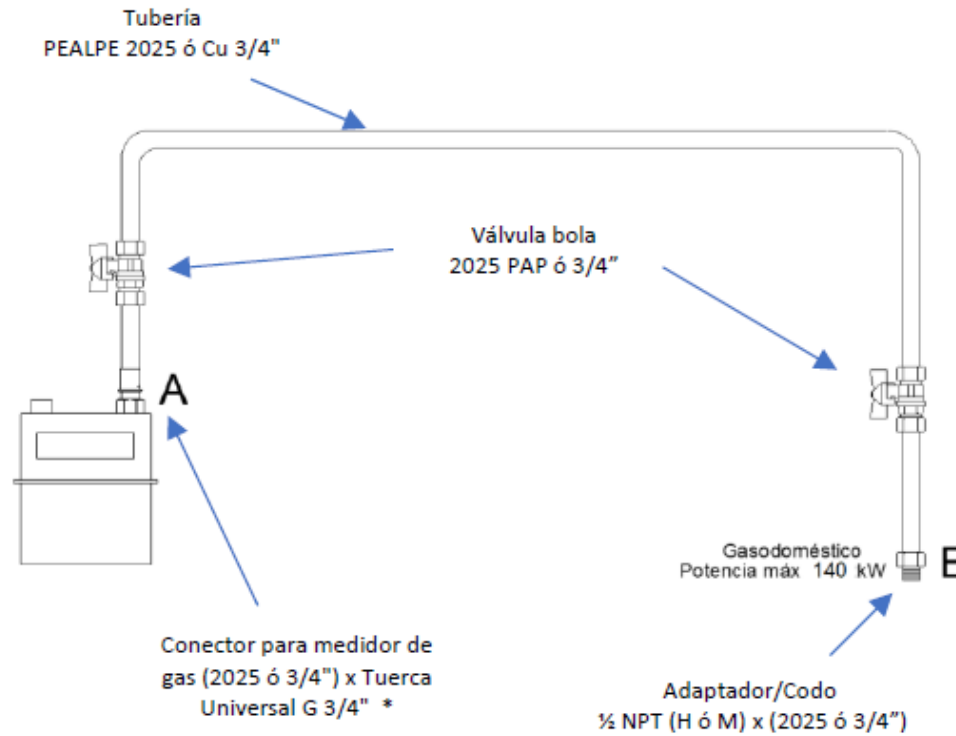 Tubería
PEALPE 2025 ó Cu 3/4"
Válvula bola
2025 PAP ó 3/4”
A
Gasodoméstico
Potencia máx 140 kW
B
Conector para medidor de
gas (2025 ó 3/4") x Tuerca
Universal G 3/4" *
Adaptador/Codo
½ NPT (H ó M) x (2025 ó 3/4”)